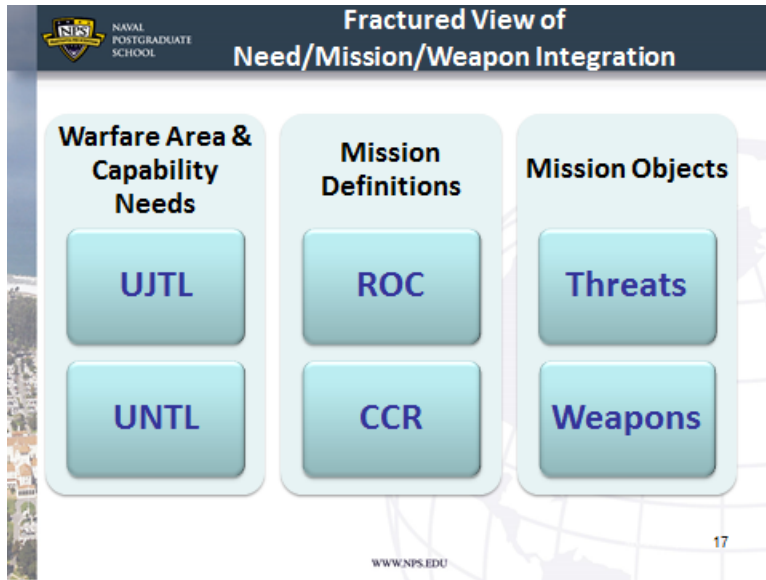 NPS
NAVAL
POSTGRADUATE
SCHOOL
Fractured View of
Need/Mission/Weapon Integration
Warfare Area &
Capability
Needs
UJTL
UNTL
Mission
Definitions
ROC
CCR
Mission Objects
Threats
Weapons
17
WWW.NPS.EDU